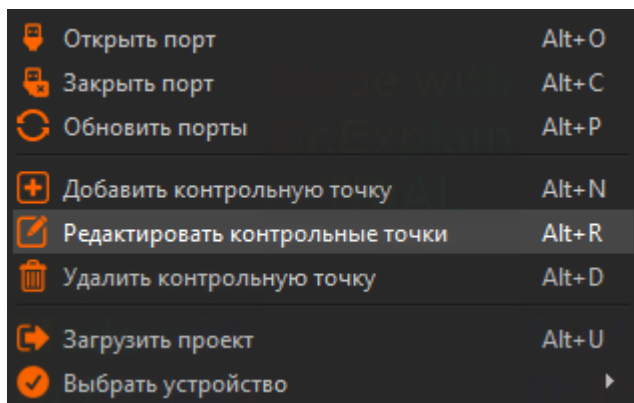 Открыть порт Alt+O
Закрыть порт Alt+C
Обновить порты Alt+P
Добавить контрольную точку Alt+N
Редактировать контрольные точки Alt+R
Удалить контрольную точку Alt+D
Загрузить проект Alt+U
Выбрать устройство